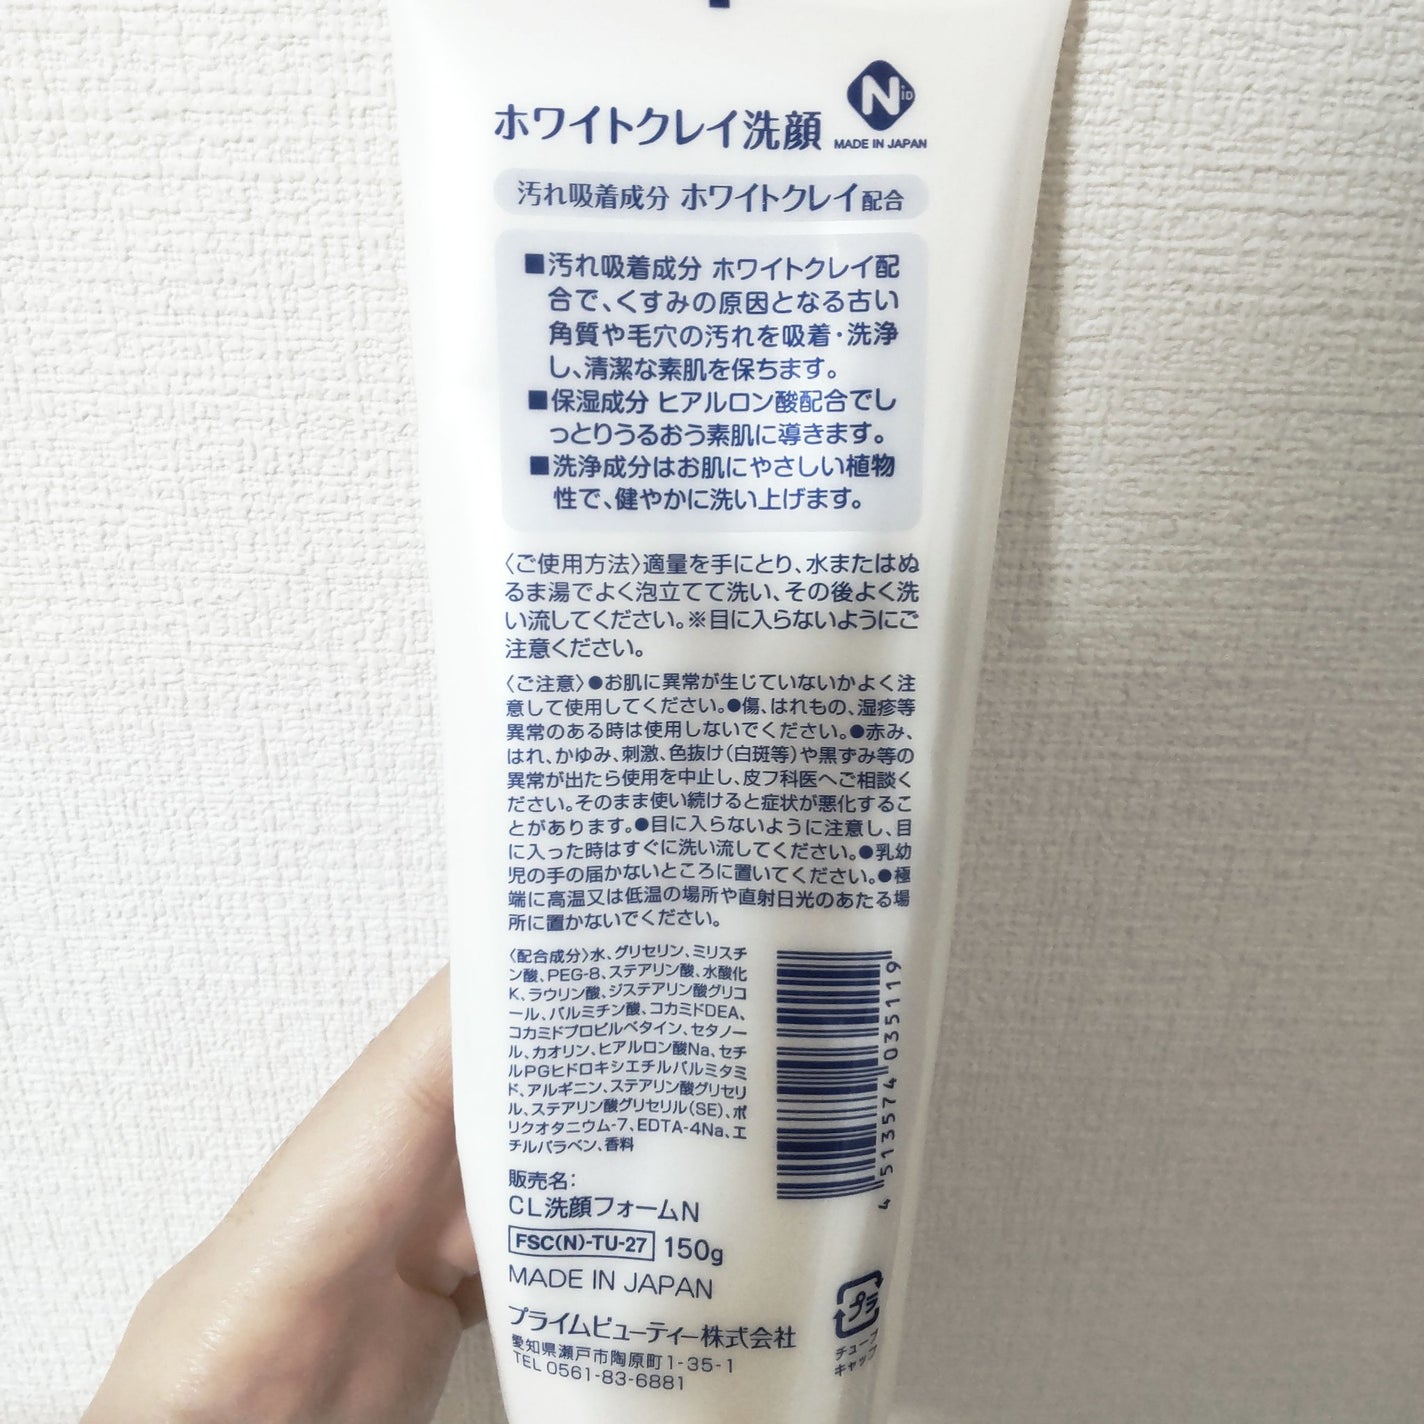 N iD
MADE IN JAPAN
ホワイトクレイ洗顔
汚れ吸着成分 ホワイトクレイ配合
■汚れ吸着成分 ホワイトクレイ配
合で、くすみの原因となる古い
角質や毛穴の汚れを吸着・洗浄
し、清潔な素肌を保ちます。
■保湿成分 ヒアルロン酸配合でし
っとりうるおう素肌に導きます。
■洗浄成分はお肌にやさしい植物
性で、健やかに洗い上げます。
〈ご使用方法〉適量を手にとり、水またはぬ
るま湯でよく泡立てて洗い、その後よく洗
い流してください。※目に入らないようにご
注意ください。
〈ご注意〉●お肌に異常が生じていないかよく注
意して使用してください。●傷、はれもの、湿疹等
異常のある時は使用しないでください。●赤み、
はれ、かゆみ、刺激、色抜け(白斑等)や黒ずみ等の
異常が出たら使用を中止し、皮フ科医へご相談く
ださい。そのまま使い続けると症状が悪化するこ
とがあります。●目に入らないように注意し、目
に入った時はすぐに洗い流してください。●乳幼
児の手の届かないところに置いてください。●極
端に高温又は低温の場所や直射日光のあたる場
所に置かないでください。
〈配合成分〉水、グリセリン、ミリスチ
ン酸、PEG-8、ステアリン酸、水酸化
K、ラウリン酸、ジステアリン酸グリコ
ール、パルミチン酸、コカミドDEA、
コカミドプロピルベタイン、セタノー
ル、カオリン、ヒアルロン酸Na、セチ
ルPGヒドロキシエチルパルミタミ
ド、アルギニン、ステアリン酸グリセリ
ル、ステアリン酸グリセリル(SE)、ポ
リクオタニウム-7、EDTA-4Na、エ
チルパラベン、香料
4 513574 035119
販売名:
CL洗顔フォームN
FSC(N)-TU-27 150g
MADE IN JAPAN
プライムビューティー株式会社
愛知県瀬戸市陶原町1-35-1
TEL 0561-83-6881
プラ
チューブ
キャップ